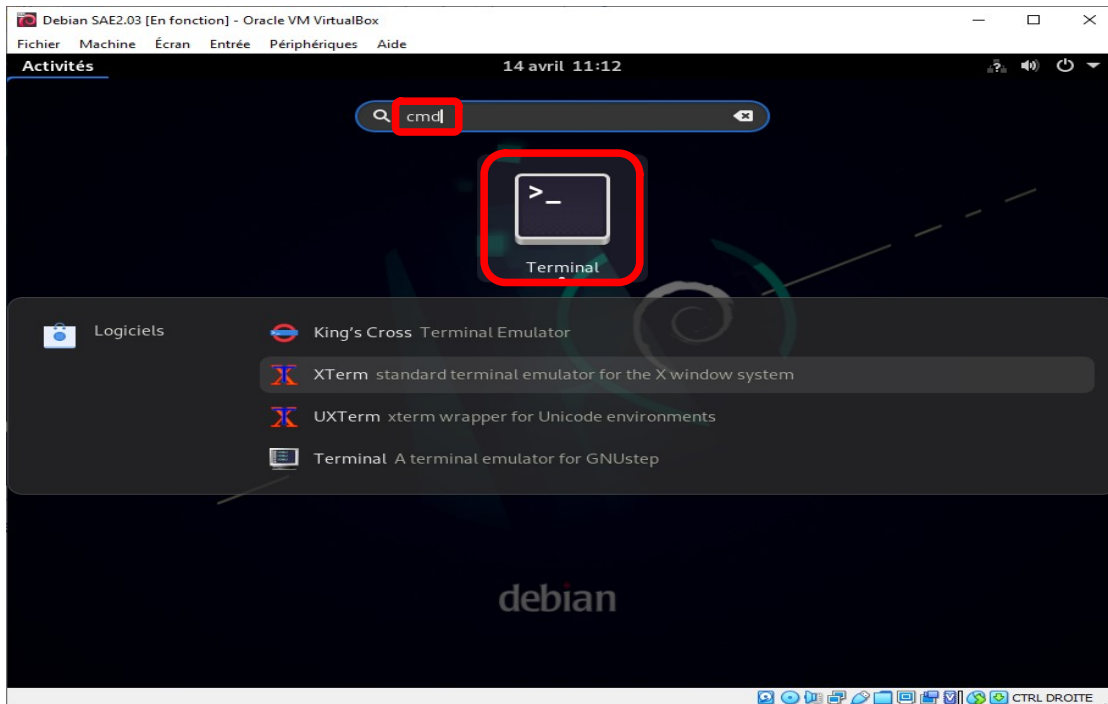 Debian SAE2.03 [En fonction] - Oracle VM VirtualBox
Fichier Machine Écran Entrée Périphériques Aide
Activités 14 avril 11:12
cmd
>_
Terminal
Logiciels
King's Cross Terminal Emulator
XTerm standard terminal emulator for the X window system
UXTerm xterm wrapper for Unicode environments
Terminal A terminal emulator for GNUstep
debian
CTRL DROITE